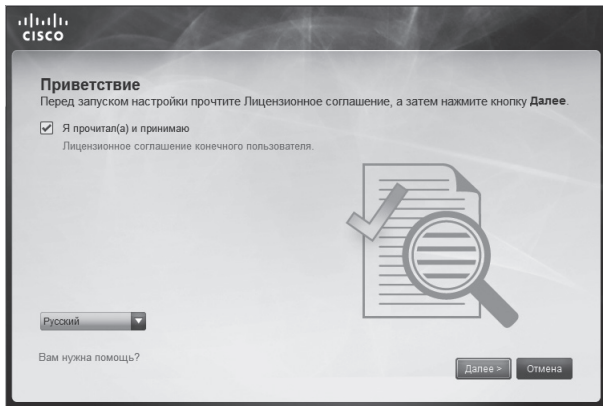 CISCO
Приветствие
Перед запуском настройки прочтите Лицензионное соглашение, а затем нажмите кнопку Далее.
Я прочитал(а) и принимаю
Лицензионное соглашение конечного пользователя.
Русский
Вам нужна помощь?
Далее >
Отмена